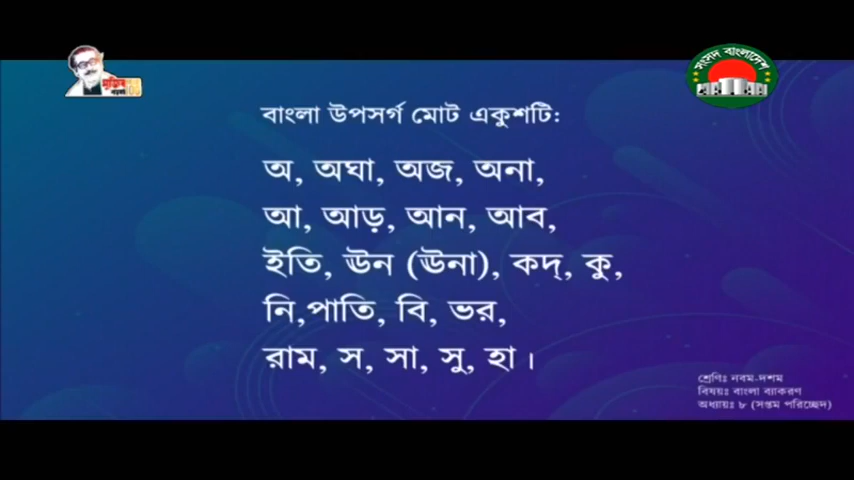 সংসদ বাংলাদেশ
বাংলা উপসর্গ মোট একুশটি:
অ, অঘা, অজ, অনা,
আ, আড়, আন, আব,
ইতি, ঊন (ঊনা), কদ্, কু,
নি,পাতি, বি, ভর,
রাম, স, সা, সু, হা।
শ্রেণিঃ নবম-দশম
বিষয়ঃ বাংলা ব্যাকরণ
অধ্যায়ঃ ৮ (সপ্তম পরিচ্ছেদ)